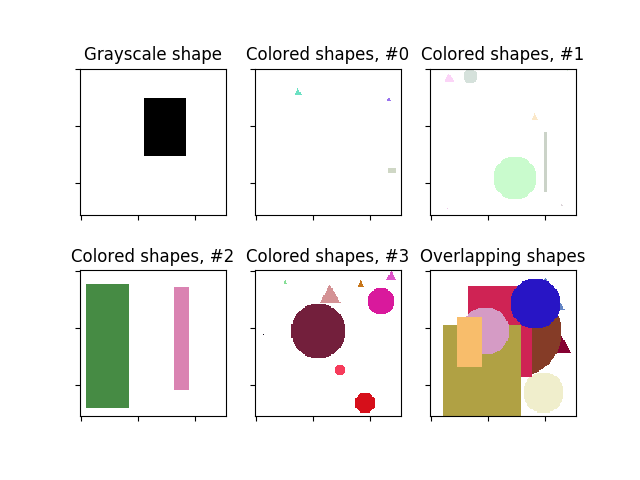 Grayscale shape
Colored shapes, #0
Colored shapes, #1
Colored shapes, #2
Colored shapes, #3
Overlapping shapes